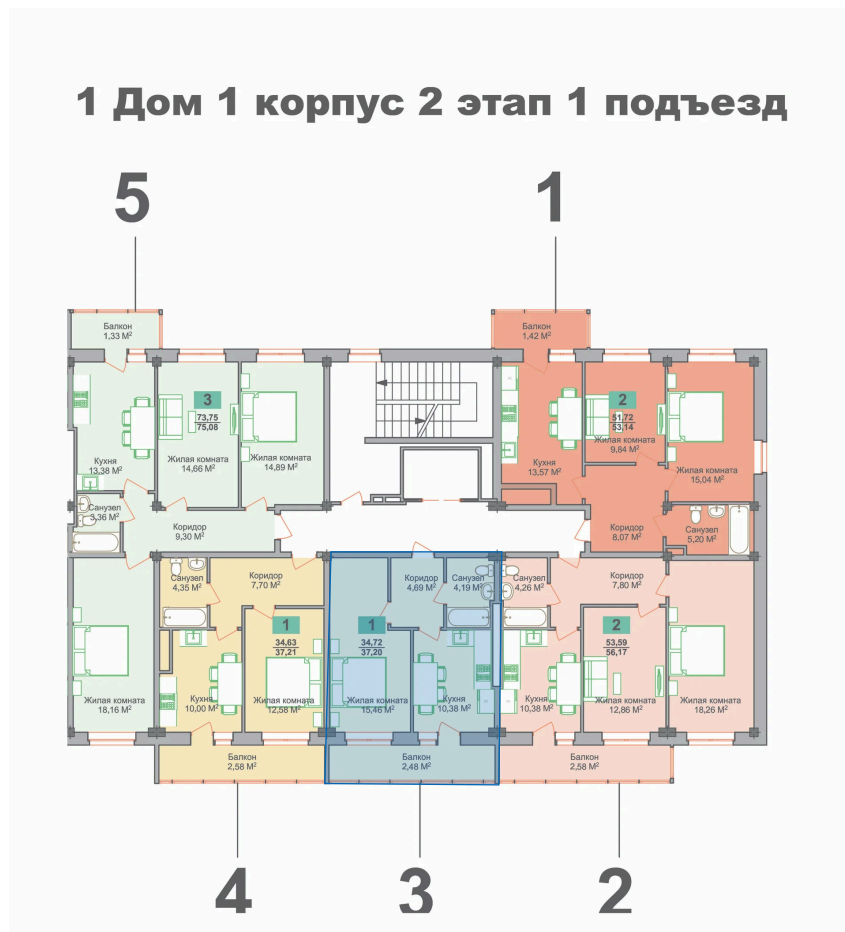 1 Дом 1 корпус 2 этап 1 подъезд
5
1
Балкон
1,33 М²
Балкон
1,42 М²
3
73,75
75,08
2
51,72
53,14
Кухня
13,38 М²
Жилая комната
14,66 М²
Жилая комната
14,89 М²
Кухня
13,57 М²
Жилая комната
9,84 М²
Жилая комната
15,04 М²
Санузел
3,36 М²
Коридор
9,30 М²
Коридор
8,07 М²
Санузел
5,20 М²
Санузел
4,35 М²
Коридор
7,70 М²
Коридор
4,69 М²
Санузел
4,19 М²
Санузел
4,26 М²
Коридор
7,80 М²
1
34,63
37,21
1
34,72
37,20
2
53,59
56,17
Жилая комната
18,16 М²
Кухня
10,00 М²
Жилая комната
12,58 М²
Жилая комната
15,46 М²
Кухня
10,38 М²
Кухня
10,38 М²
Жилая комната
12,86 М²
Жилая комната
18,26 М²
Балкон
2,58 М²
Балкон
2,48 М²
Балкон
2,58 М²
4
3
2